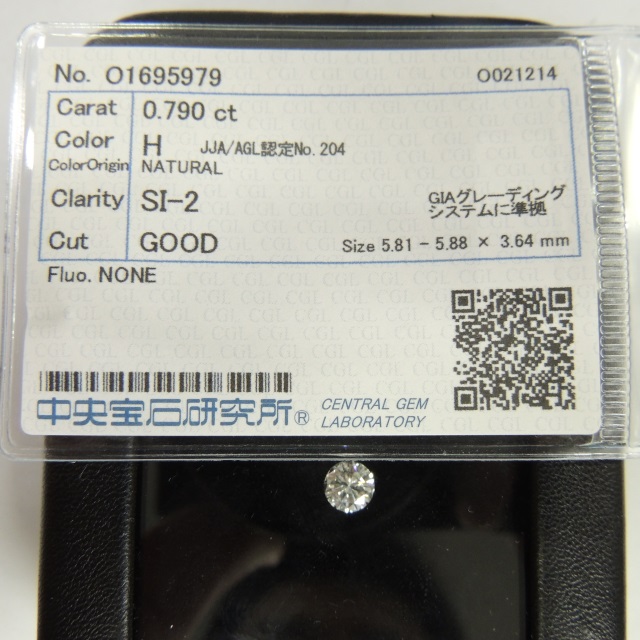 No. O1695979 O021214
Carat 0.790 ct
Color H JJA/AGL認定No. 204
ColorOrigin NATURAL
Clarity SI-2 GIAグレーディング
システムに準拠
Cut GOOD Size 5.81 - 5.88 × 3.64 mm
Fluo. NONE
中央宝石研究所® CENTRAL GEM
LABORATORY